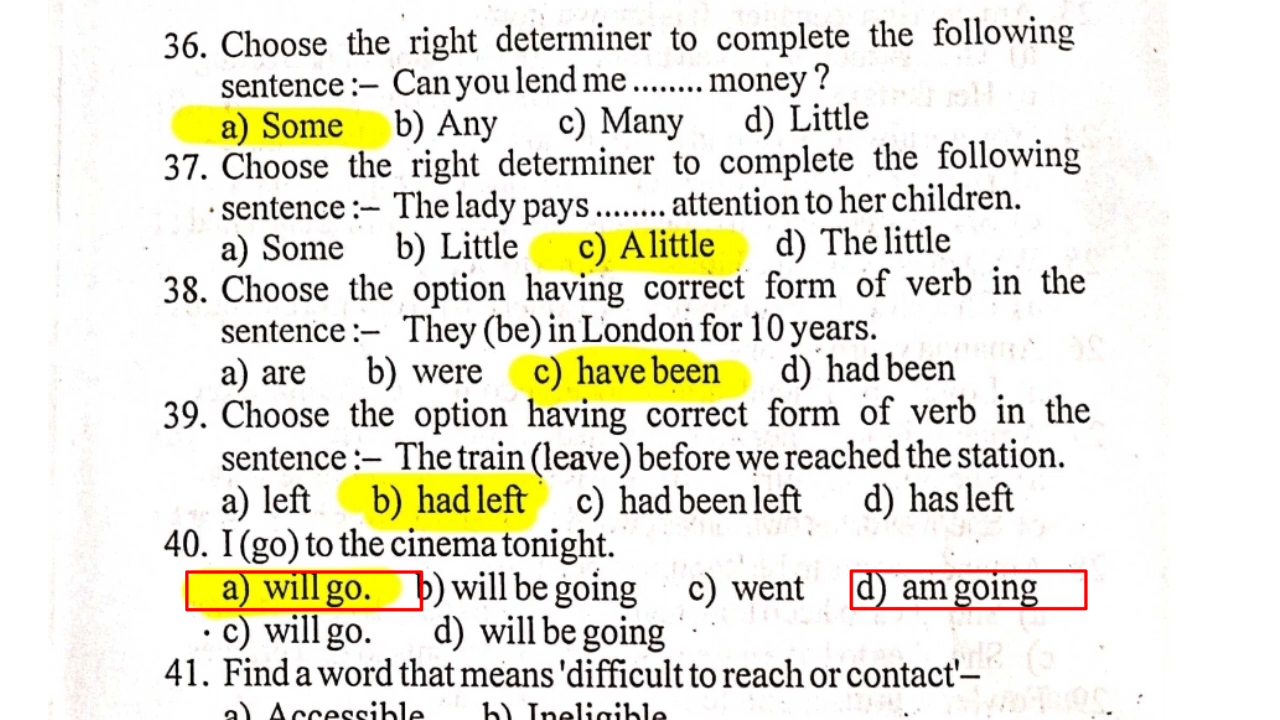 36. Choose the right determiner to complete the following
sentence :– Can you lend me ........ money ?
a) Some b) Any c) Many d) Little
37. Choose the right determiner to complete the following
sentence :– The lady pays ........ attention to her children.
a) Some b) Little c) A little d) The little
38. Choose the option having correct form of verb in the
sentence :– They (be) in London for 10 years.
a) are b) were c) have been d) had been
39. Choose the option having correct form of verb in the
sentence :– The train (leave) before we reached the station.
a) left b) had left c) had been left d) has left
40. I (go) to the cinema tonight.
a) will go. b) will be going c) went d) am going
c) will go. d) will be going
41. Find a word that means 'difficult to reach or contact'–
a) Accessible b) Ineligible